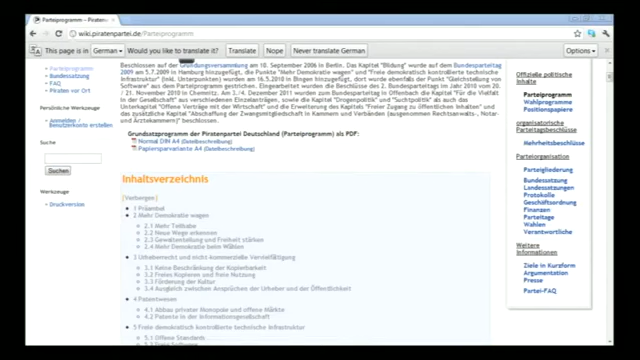 Parteiprogramm – Piraten
wiki.piratenpartei.de/Parteiprogramm
This page is in German Would you like to translate it? Translate Nope Never translate German Options
Parteiprogramm
Bundessatzung
FAQ
Piraten vor Ort
Persönliche Werkzeuge
Anmelden /
Benutzerkonto erstellen
Suche
Suchen
Werkzeuge
Druckversion
Beschlossen auf der Gründungsversammlung am 10. September 2006 in Berlin. Das Kapitel "Bildung" wurde auf dem Bundesparteitag
2009 am 5.7.2009 in Hamburg hinzugefügt, die Punkte "Mehr Demokratie wagen" und "Freie demokratisch kontrollierte technische
Infrastruktur" (inkl. Unterpunkten) wurden am 16.5.2010 in Bingen hinzugefügt, dort wurde ebenfalls der Punkt "Gleichstellung von
Software" aus dem Parteiprogramm gestrichen. Eingearbeitet wurden die Beschlüsse des 2. Bundesparteitags im Jahr 2010 vom 20.
/ 21. November 2010 in Chemnitz. Am 3./4. Dezember 2011 wurden zum Bundesparteitag in Offenbach die Kapitel "Für die Vielfalt
in der Gesellschaft" aus verschiedenen Einzelanträgen, sowie die Kapitel "Drogenpolitik" und "Suchtpolitik" als auch das
Unterkapitel "Offene Verträge mit der Wirtschaft" und die Erweiterung des Kapitels "Freier Zugang zu öffentlichen Inhalten" und
das zusätzliche Kapitel "Abschaffung der Zwangsmitgliedschaft in Kammern und Verbänden (ausgenommen Rechtsanwalts-, Notar-
und Ärztekammern)" beschlossen.
Grundsatzprogramm der Piratenpartei Deutschland (Parteiprogramm) als PDF:
Normal DIN A4 (Dateibeschreibung)
Papiersparvariante A4 (Dateibeschreibung)
Inhaltsverzeichnis
[Verbergen]
1 Präambel
2 Mehr Demokratie wagen
2.1 Mehr Teilhabe
2.2 Neue Wege erkennen
2.3 Gewaltenteilung und Freiheit stärken
2.4 Mehr Demokratie beim Wählen
3 Urheberrecht und nicht-kommerzielle Vervielfältigung
3.1 Keine Beschränkung der Kopierbarkeit
3.2 Freies Kopieren und freie Nutzung
3.3 Förderung der Kultur
3.4 Ausgleich zwischen Ansprüchen der Urheber und der Öffentlichkeit
4 Patentwesen
4.1 Abbau privater Monopole und offene Märkte
4.2 Patente in der Informationsgesellschaft
5 Freie demokratisch kontrollierte technische Infrastruktur
5.1 Offene Standards
5.2 Freie Software
Offizielle politische
Inhalte
Parteiprogramm
Wahlprogramme
Positionspapiere
organisatorische
Parteitagsbeschlüsse
Mehrheitsbeschlüsse
Parteiorganisation
Parteigliederung
Bundessatzung
Landessatzungen
Protokolle
Geschäftsordnung
Finanzen
Parteitage
Wahlen
Verantwortliche
Weitere
Informationen
Ziele in Kurzform
Argumentation
Presse
Partei-FAQ